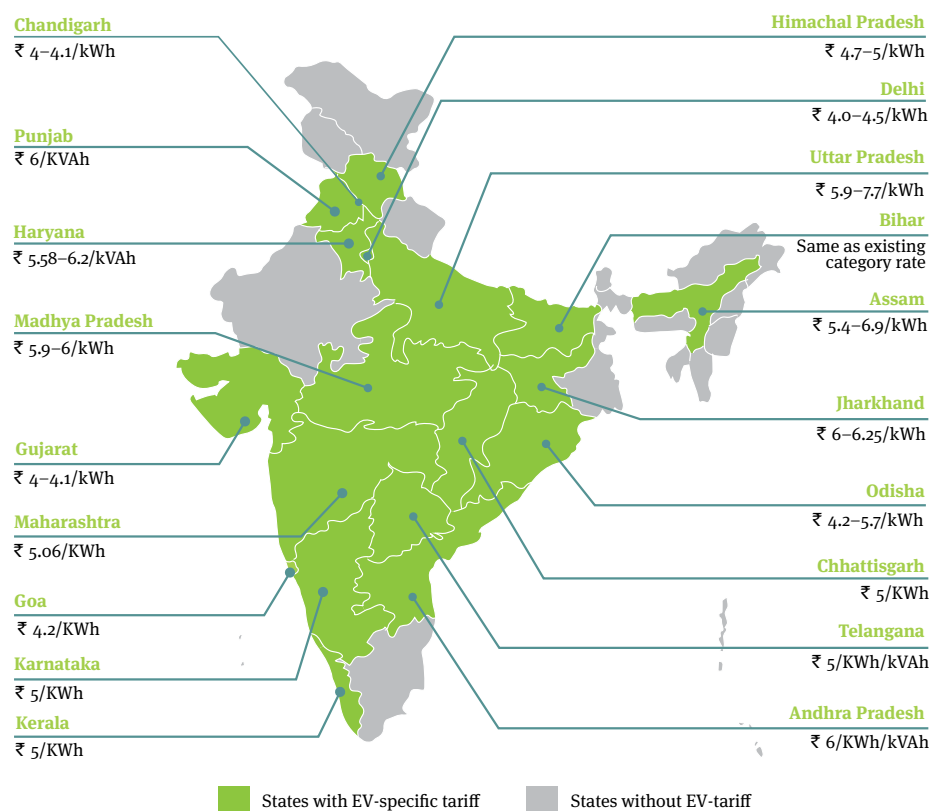 Chandigarh
₹ 4–4.1/kWh
Punjab
₹ 6/KVAh
Haryana
₹ 5.58–6.2/kVAh
Madhya Pradesh
₹ 5.9–6/kWh
Gujarat
₹ 4–4.1/kWh
Maharashtra
₹ 5.06/KWh
Goa
₹ 4.2/KWh
Karnataka
₹ 5/KWh
Kerala
₹ 5/KWh
Himachal Pradesh
₹ 4.7–5/kWh
Delhi
₹ 4.0–4.5/kWh
Uttar Pradesh
₹ 5.9–7.7/kWh
Bihar
Same as existing
category rate
Assam
₹ 5.4–6.9/kWh
Jharkhand
₹ 6–6.25/kWh
Odisha
₹ 4.2–5.7/kWh
Chhattisgarh
₹ 5/KWh
Telangana
₹ 5/KWh/kVAh
Andhra Pradesh
₹ 6/KWh/kVAh
States with EV-specific tariff
States without EV-tariff